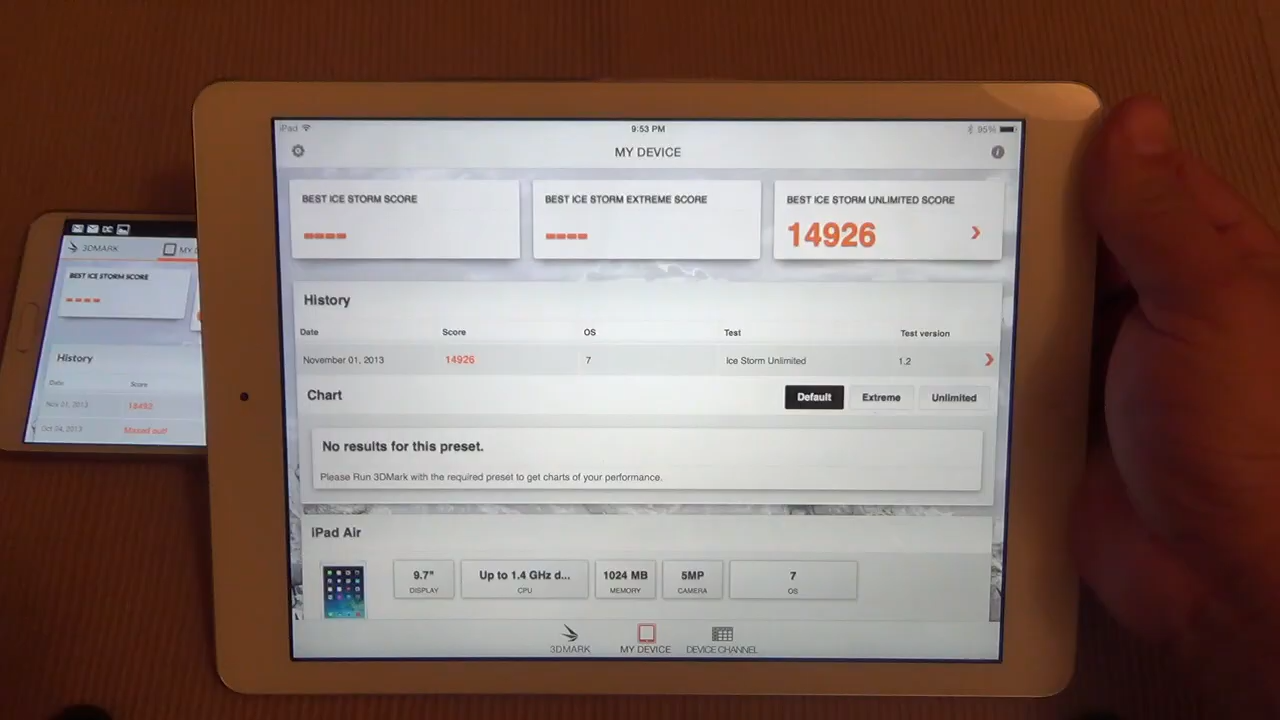 iPad 9:53 PM 95%
MY DEVICE
BEST ICE STORM SCORE BEST ICE STORM EXTREME SCORE BEST ICE STORM UNLIMITED SCORE
---- ---- 14926
History
Date Score OS Test Test version
November 01, 2013 14926 7 Ice Storm Unlimited 1.2
Chart Default Extreme Unlimited
No results for this preset.
Please Run 3DMark with the required preset to get charts of your performance.
iPad Air
9.7" Up to 1.4 GHz d... 1024 MB 5MP 7
DISPLAY CPU MEMORY CAMERA OS
3DMARK MY DEVICE DEVICE CHANNEL
3DMARK MY D
BEST ICE STORM SCORE
----
History
Date Score
Nov 01, 2013 18493
Oct 04, 2013 Maxed out!